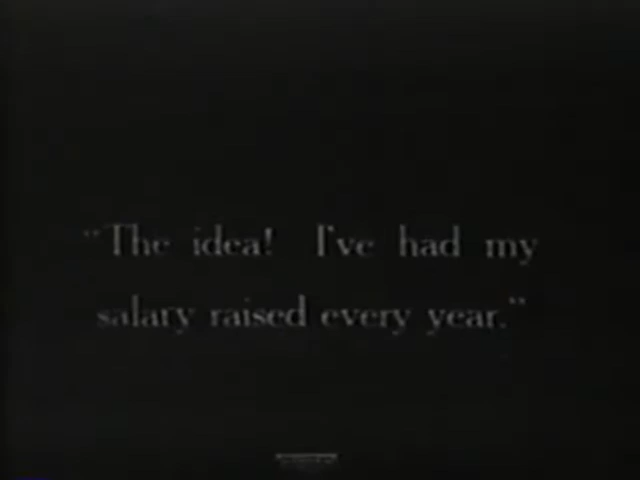 “The idea! I've had my
salary raised every year.”